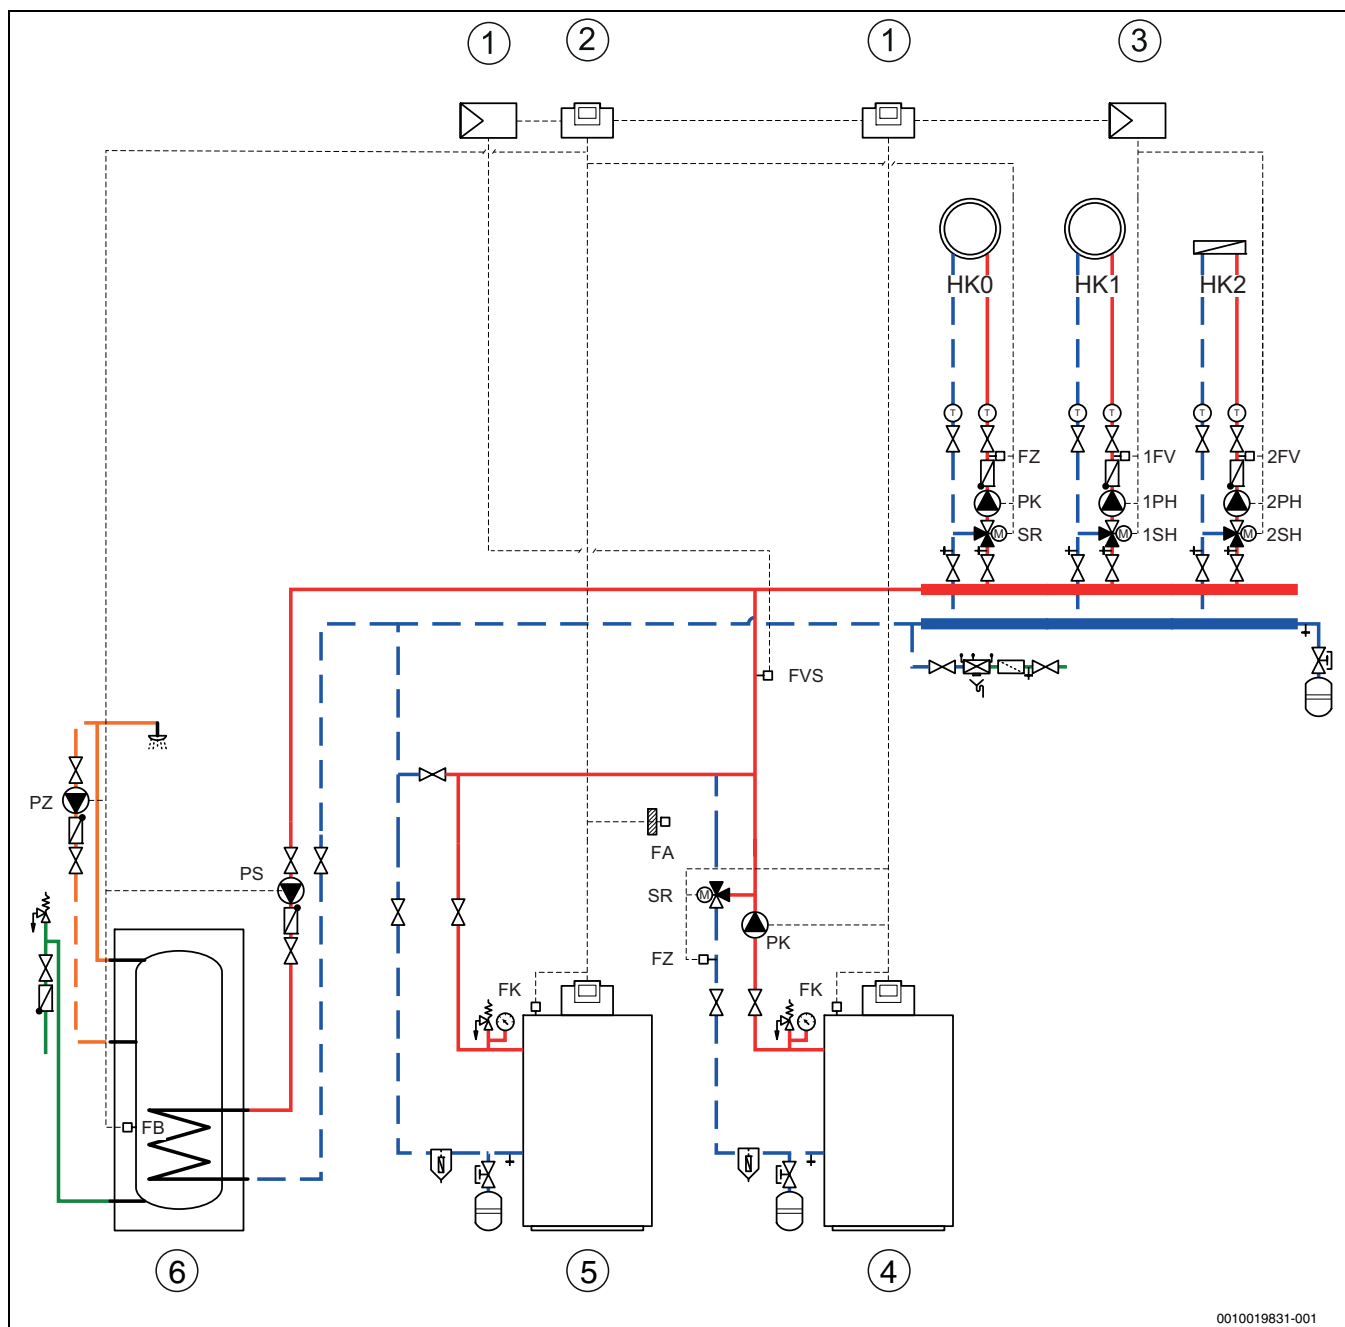 1 2 1 3
HK0 HK1 HK2
T T T T T T
FZ 1FV 2FV
PK 1PH 2PH
M SR M 1SH M 2SH
FVS
PZ
FA
PS
SR M
PK
FZ
FK FK
FB
6 5 4
0010019831-001